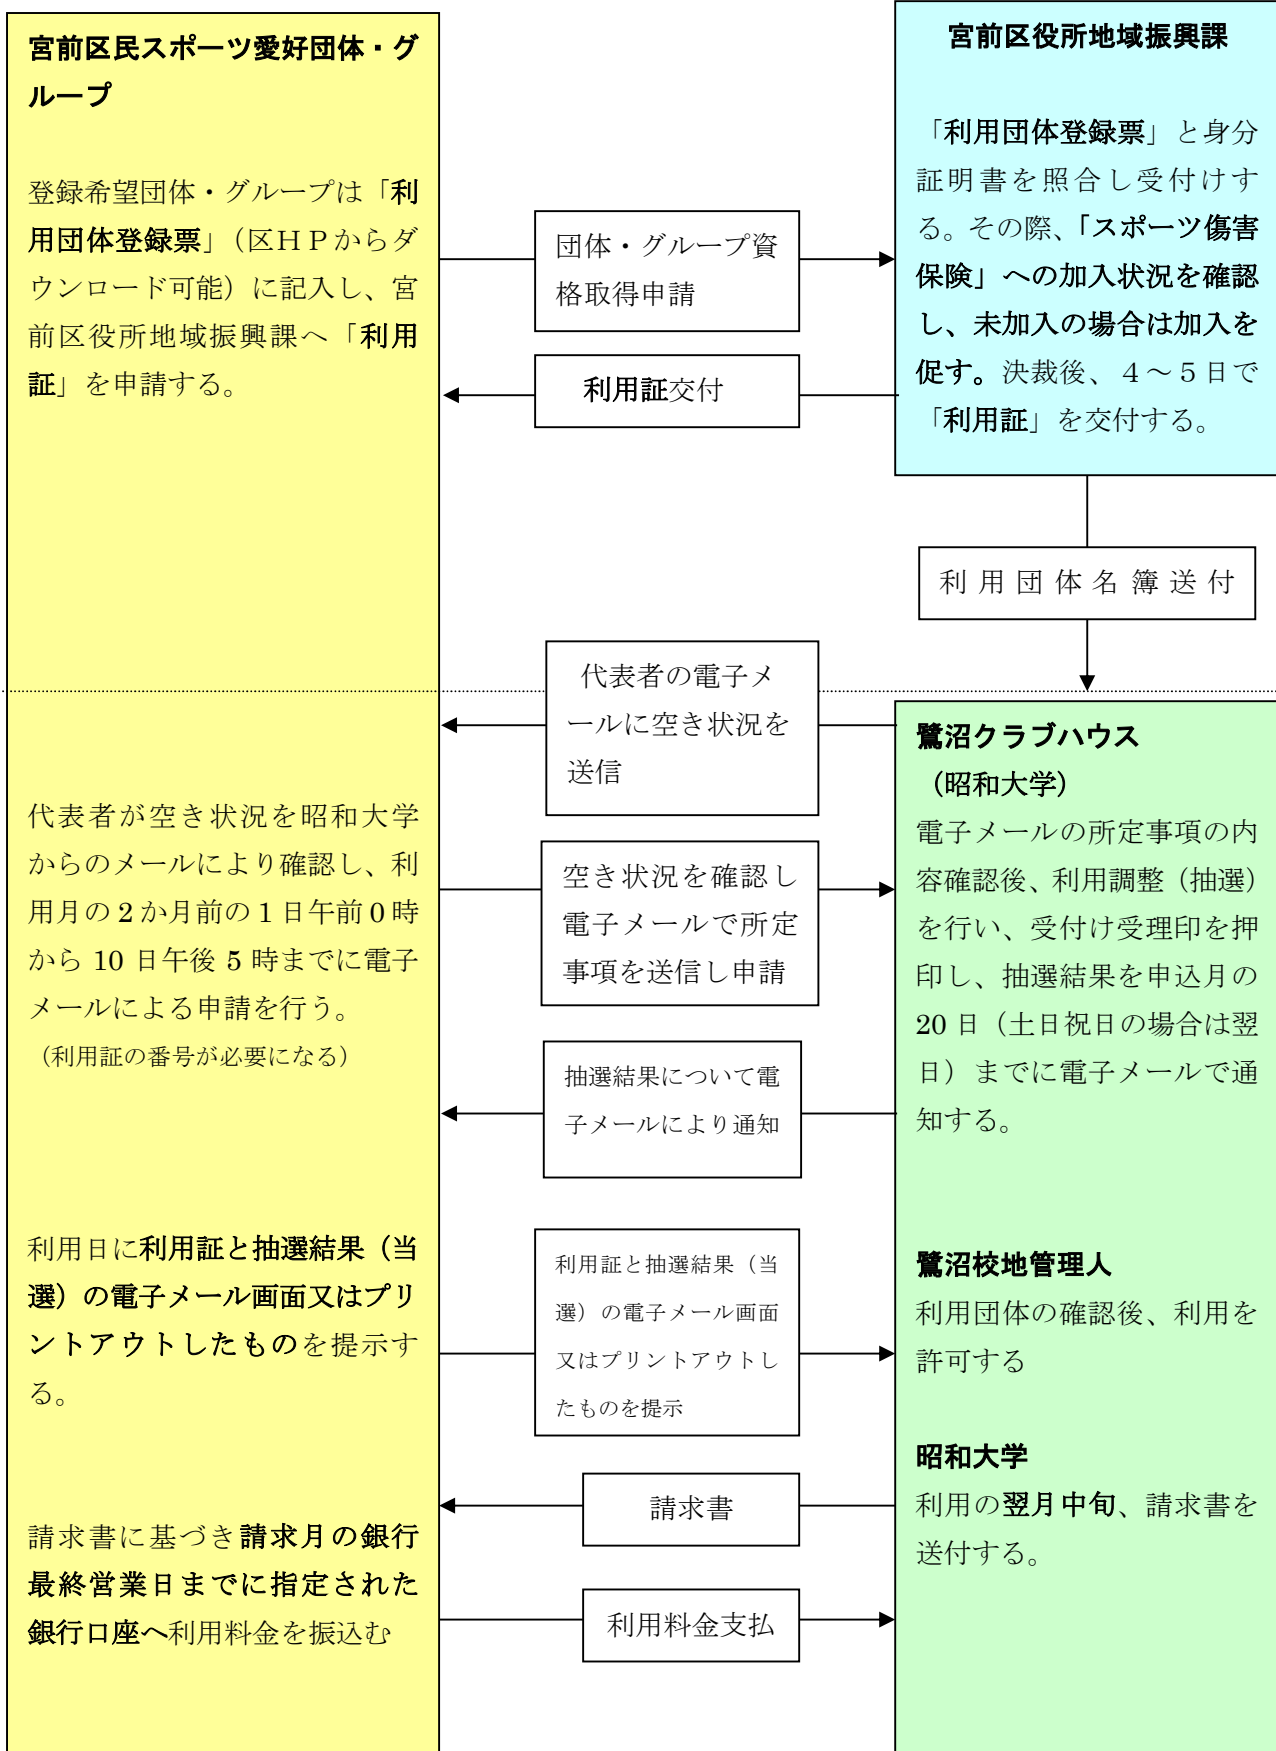 宮前区民スポーツ愛好団体・グ
ループ
登録希望団体・グループは「利
用団体登録票」（区ＨＰからダ
ウンロード可能）に記入し、宮
前区役所地域振興課へ「利用
証」を申請する。
団体・グループ資
格取得申請
利用証交付
宮前区役所地域振興課
「利用団体登録票」と身分
証明書を照合し受付けす
る。その際、「スポーツ傷害
保険」への加入状況を確認
し、未加入の場合は加入を
促す。決裁後、４～５日で
「利用証」を交付する。
利用団体名簿送付
代表者の電子メ
ールに空き状況を
送信
代表者が空き状況を昭和大学
からのメールにより確認し、利
用月の 2 か月前の 1 日午前 0 時
から 10 日午後 5 時までに電子
メールによる申請を行う。
（利用証の番号が必要になる）
空き状況を確認し
電子メールで所定
事項を送信し申請
抽選結果について電
子メールにより通知
鷺沼クラブハウス
（昭和大学）
電子メールの所定事項の内
容確認後、利用調整（抽選）
を行い、受付け受理印を押
印し、抽選結果を申込月の
20 日（土日祝日の場合は翌
日）までに電子メールで通
知する。
利用日に利用証と抽選結果（当
選）の電子メール画面又はプリ
ントアウトしたものを提示す
る。
利用証と抽選結果（当
選）の電子メール画面
又はプリントアウトし
たものを提示
鷺沼校地管理人
利用団体の確認後、利用を
許可する
昭和大学
利用の翌月中旬、請求書を
送付する。
請求書
請求書に基づき請求月の銀行
最終営業日までに指定された
銀行口座へ利用料金を振込む
利用料金支払